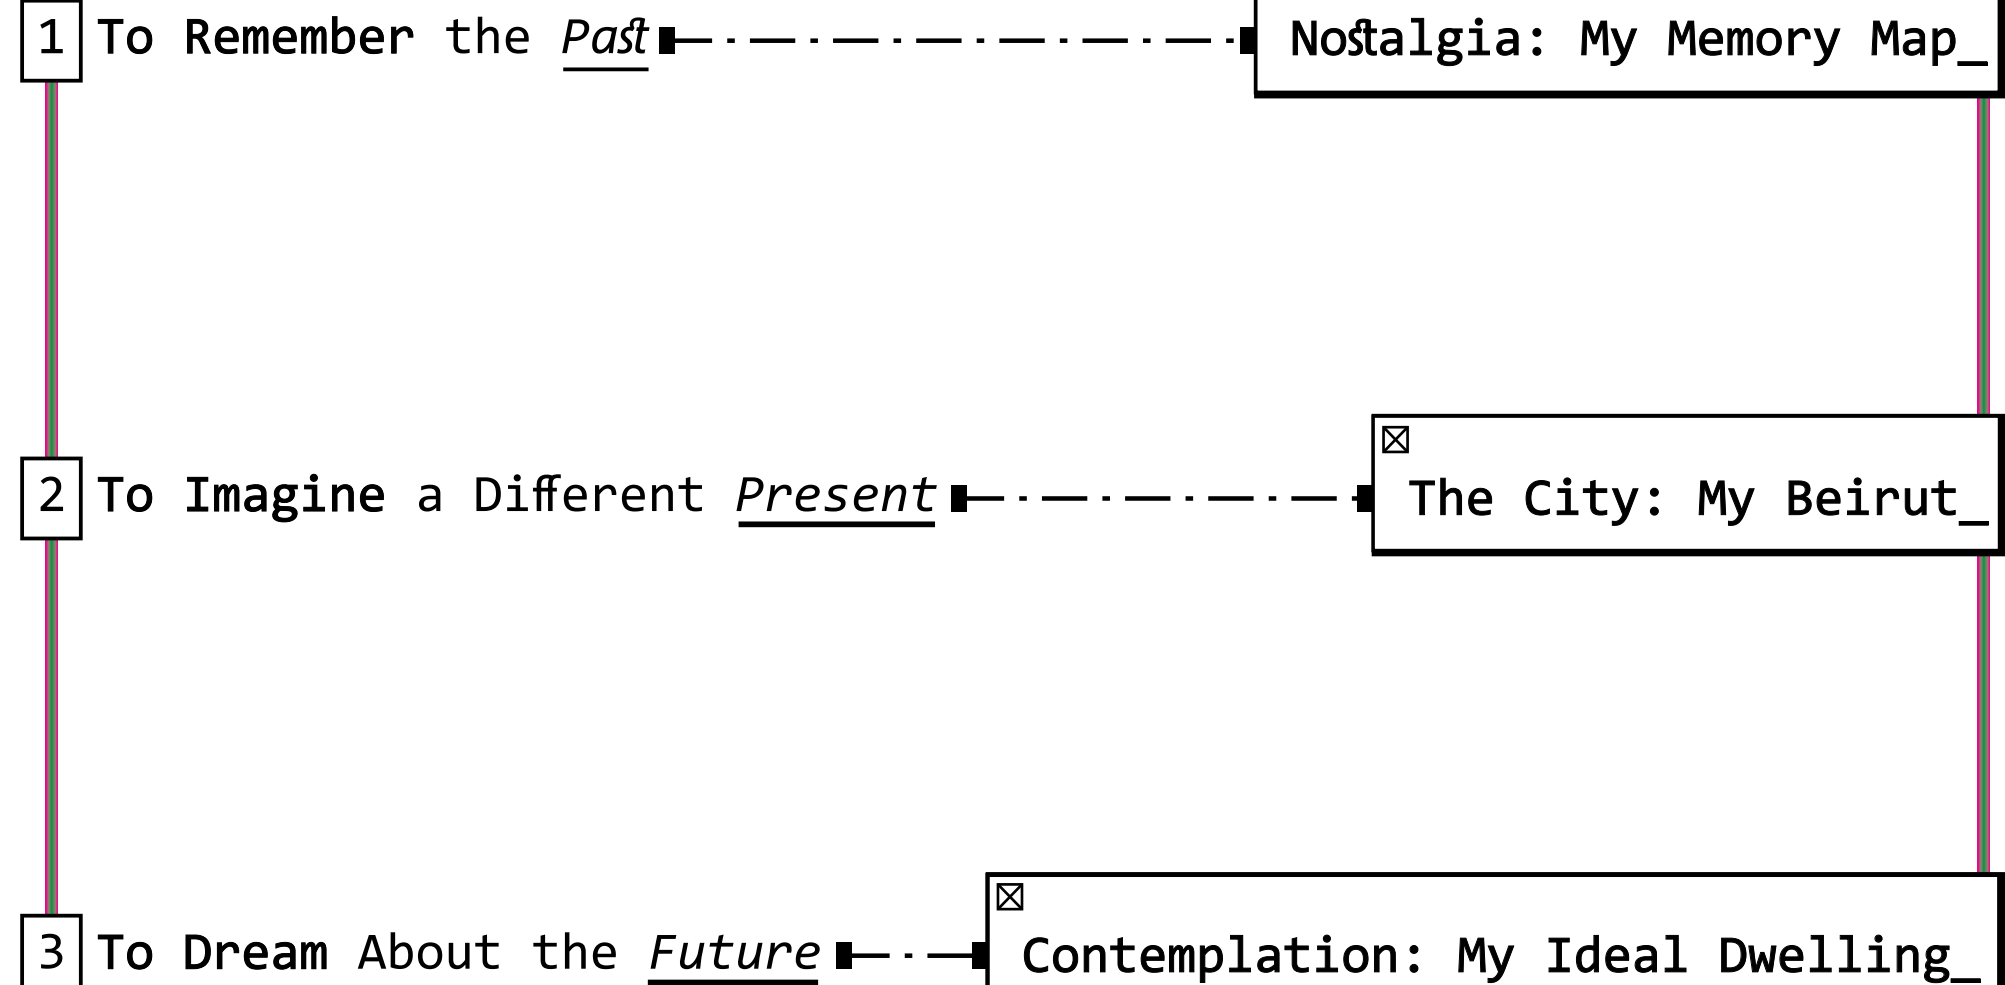 1 To Remember the Past Nostalgia: My Memory Map_
2 To Imagine a Different Present The City: My Beirut_
3 To Dream About the Future Contemplation: My Ideal Dwelling_